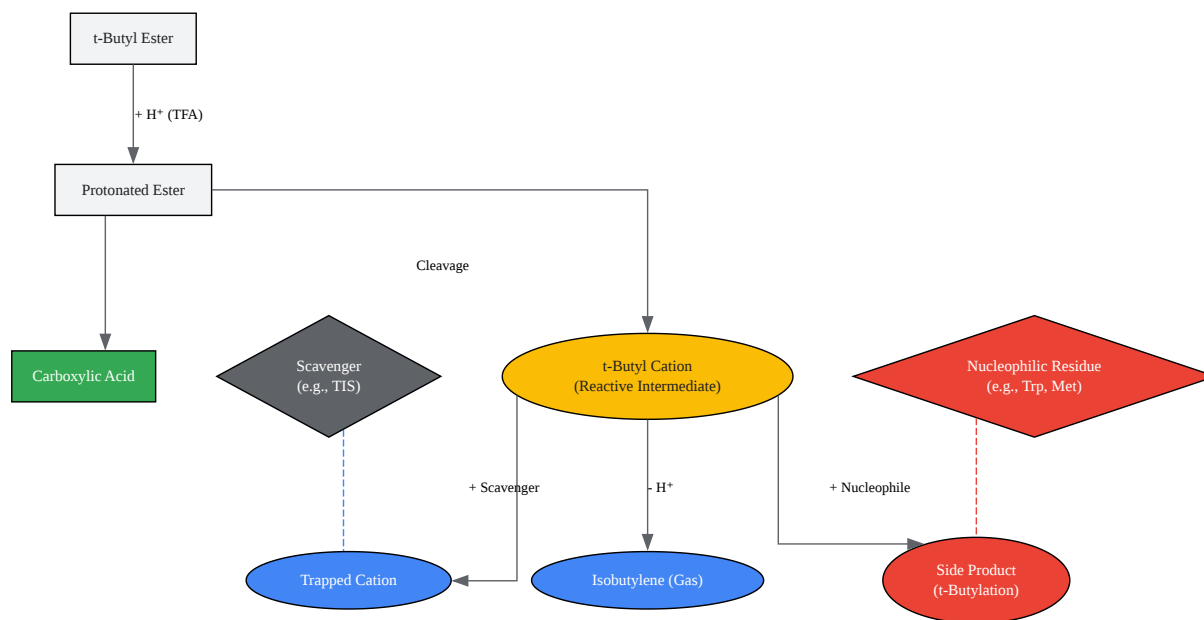 t-Butyl Ester
+ H⁺ (TFA)
Protonated Ester
Cleavage
Carboxylic Acid
Scavenger
(e.g., TIS)
t-Butyl Cation
(Reactive Intermediate)
Nucleophilic Residue
(e.g., Trp, Met)
+ Scavenger
- H⁺
+ Nucleophile
Trapped Cation
Isobutylene (Gas)
Side Product
(t-Butylation)